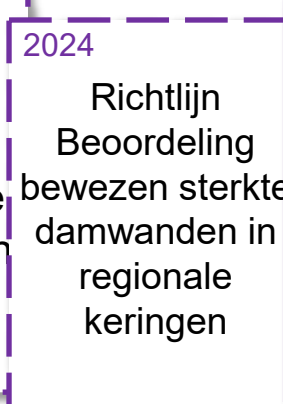 2024
Richtlijn
Beoordeling
bewezen sterkte
damwanden in
regionale
keringen